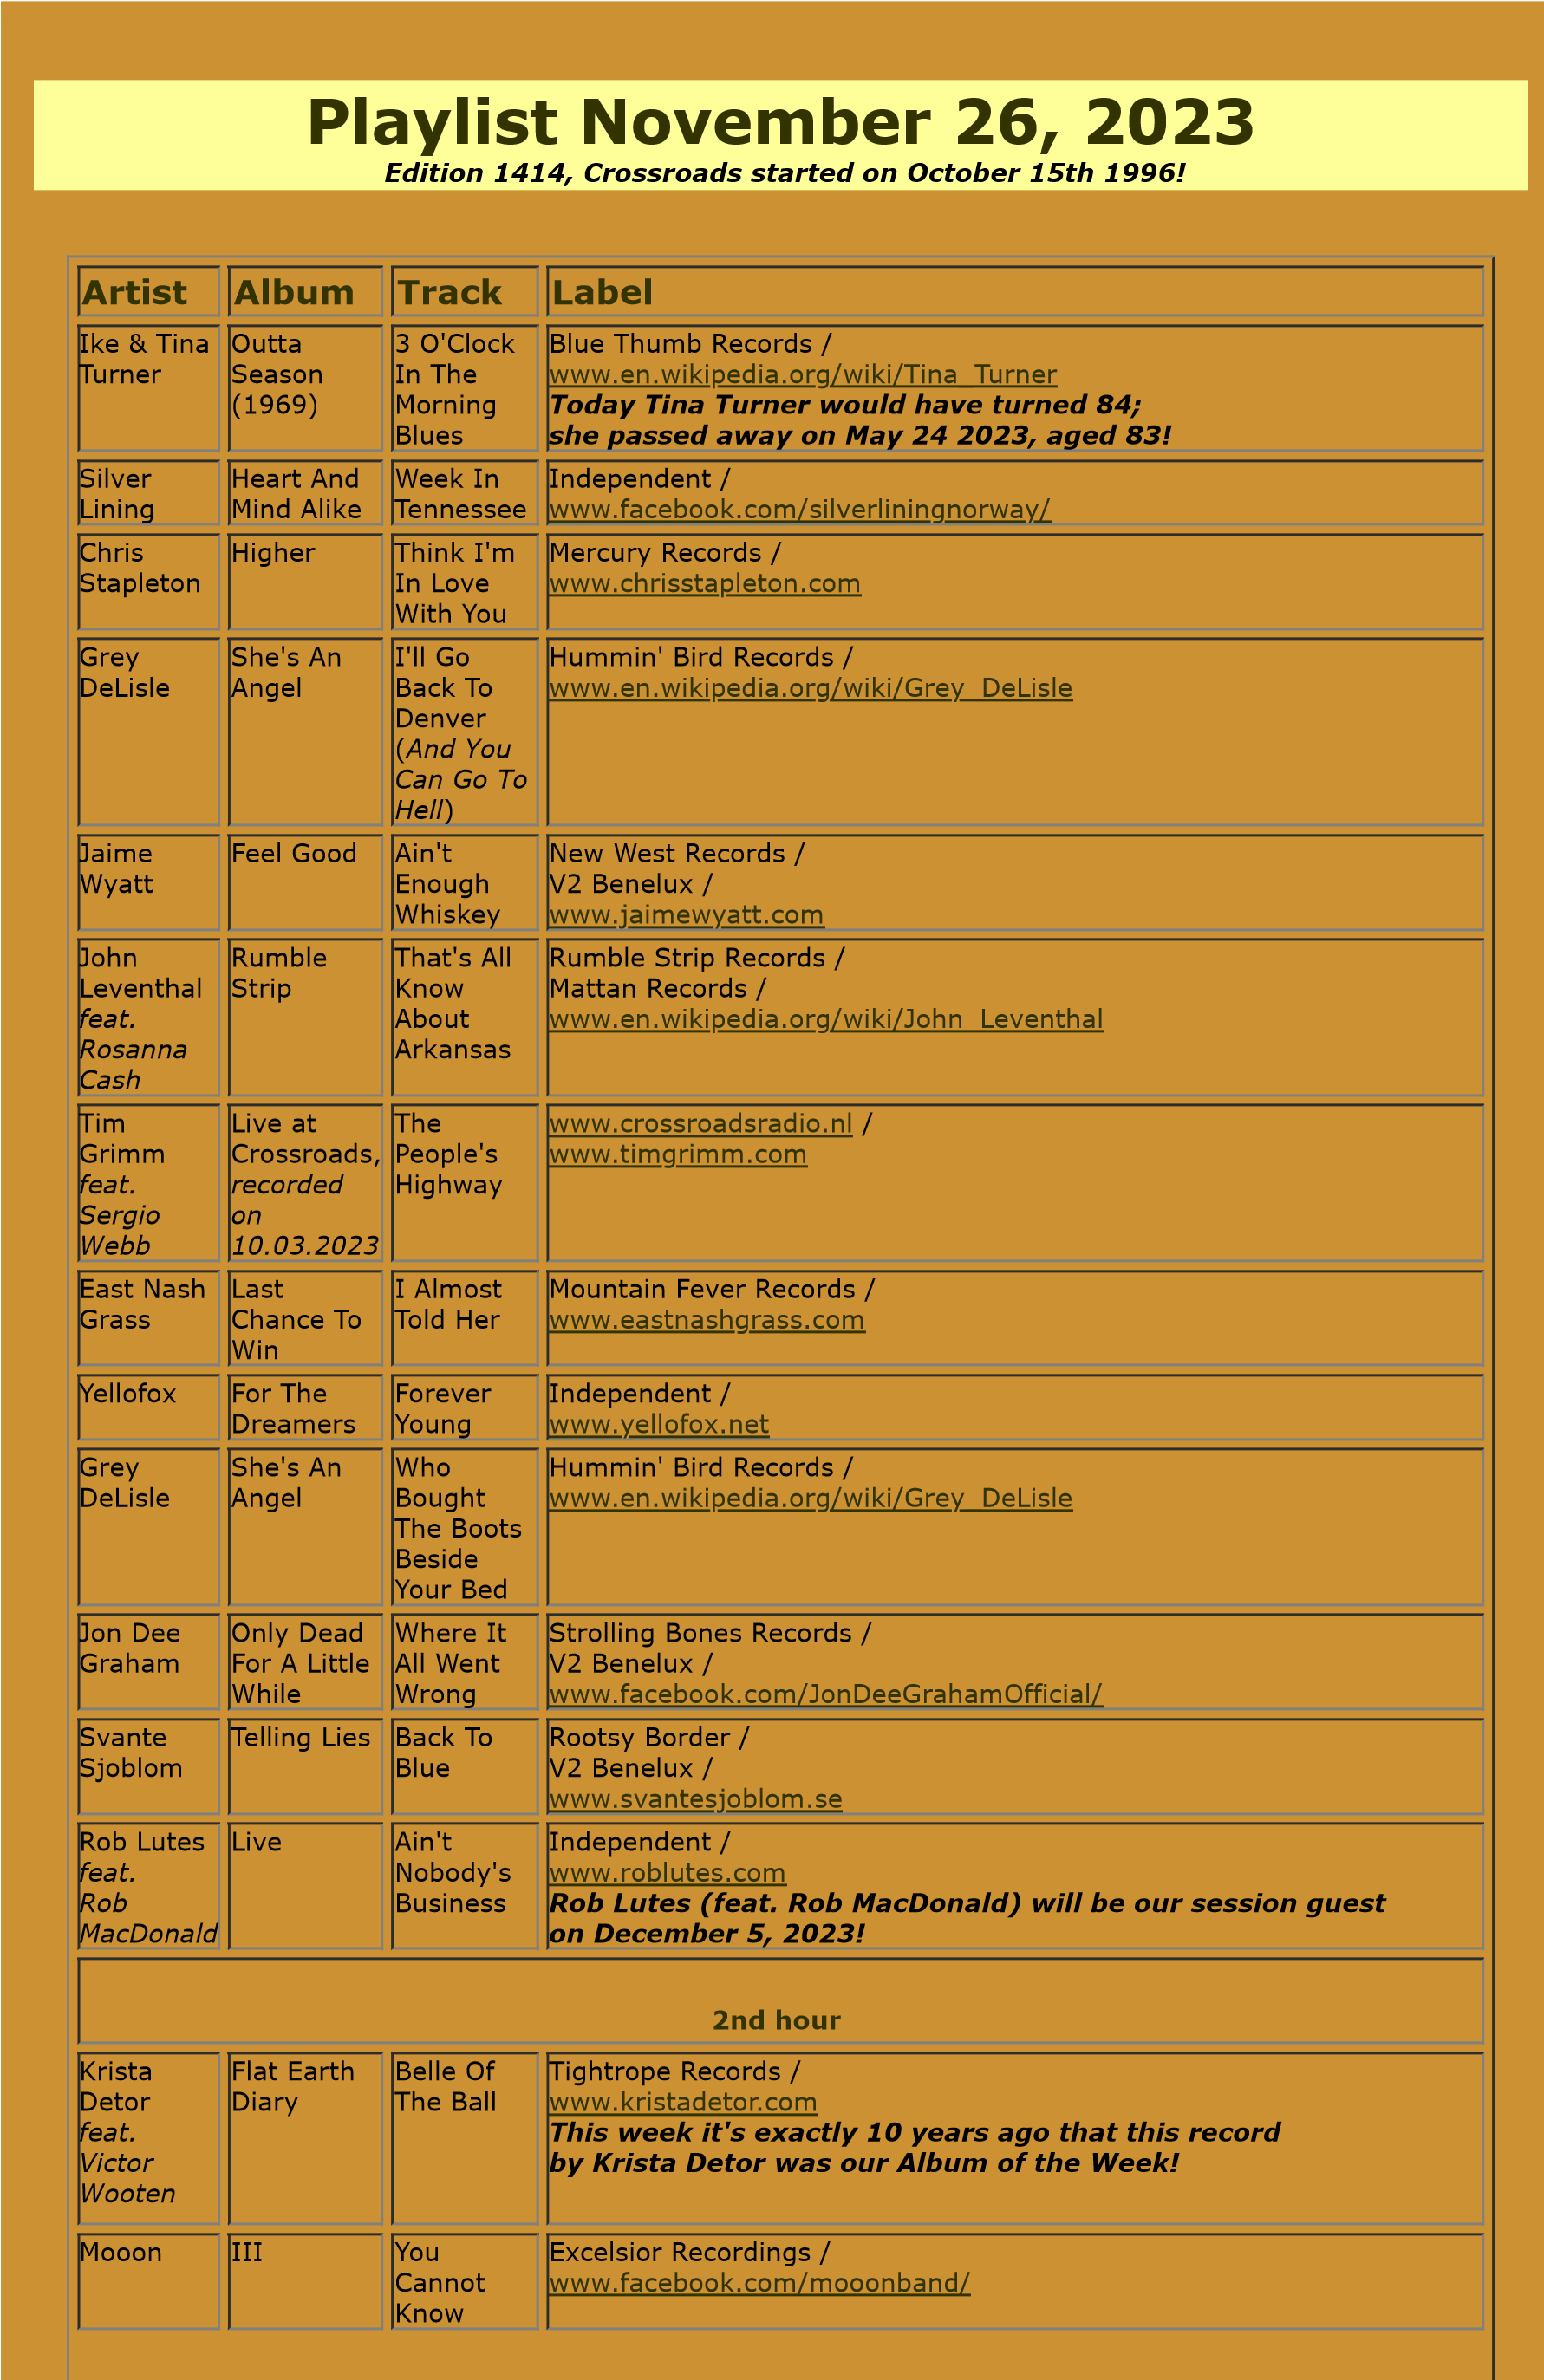 Playlist November 26, 2023
Edition 1414, Crossroads started on October 15th 1996!
Artist
Album
Track
Label
Ike & Tina
Turner
Outta
Season
(1969)
3 O'Clock
In The
Morning
Blues
Blue Thumb Records /
www.en.wikipedia.org/wiki/Tina_Turner
Today Tina Turner would have turned 84;
she passed away on May 24 2023, aged 83!
Silver
Lining
Heart And
Mind Alike
Week In
Tennessee
Independent /
www.facebook.com/silverliningnorway/
Chris
Stapleton
Higher
Think I'm
In Love
With You
Mercury Records /
www.chrisstapleton.com
Grey
DeLisle
She's An
Angel
I'll Go
Back To
Denver
(And You
Can Go To
Hell)
Hummin' Bird Records /
www.en.wikipedia.org/wiki/Grey_DeLisle
Jaime
Wyatt
Feel Good
Ain't
Enough
Whiskey
New West Records /
V2 Benelux /
www.jaimewyatt.com
John
Leventhal
feat.
Rosanna
Cash
Rumble
Strip
That's All
Know
About
Arkansas
Rumble Strip Records /
Mattan Records /
www.en.wikipedia.org/wiki/John_Leventhal
Tim
Grimm
feat.
Sergio
Webb
Live at
Crossroads,
recorded
on
10.03.2023
The
People's
Highway
www.crossroadsradio.nl /
www.timgrimm.com
East Nash
Grass
Last
Chance To
Win
I Almost
Told Her
Mountain Fever Records /
www.eastnashgrass.com
Yellofox
For The
Dreamers
Forever
Young
Independent /
www.yellofox.net
Grey
DeLisle
She's An
Angel
Who
Bought
The Boots
Beside
Your Bed
Hummin' Bird Records /
www.en.wikipedia.org/wiki/Grey_DeLisle
Jon Dee
Graham
Only Dead
For A Little
While
Where It
All Went
Wrong
Strolling Bones Records /
V2 Benelux /
www.facebook.com/JonDeeGrahamOfficial/
Svante
Sjoblom
Telling Lies
Back To
Blue
Rootsy Border /
V2 Benelux /
www.svantesjoblom.se
Rob Lutes
feat.
Rob
MacDonald
Live
Ain't
Nobody's
Business
Independent /
www.roblutes.com
Rob Lutes (feat. Rob MacDonald) will be our session guest
on December 5, 2023!
2nd hour
Krista
Detor
feat.
Victor
Wooten
Flat Earth
Diary
Belle Of
The Ball
Tightrope Records /
www.kristadetor.com
This week it's exactly 10 years ago that this record
by Krista Detor was our Album of the Week!
Mooon
III
You
Cannot
Know
Excelsior Recordings /
www.facebook.com/mooonband/